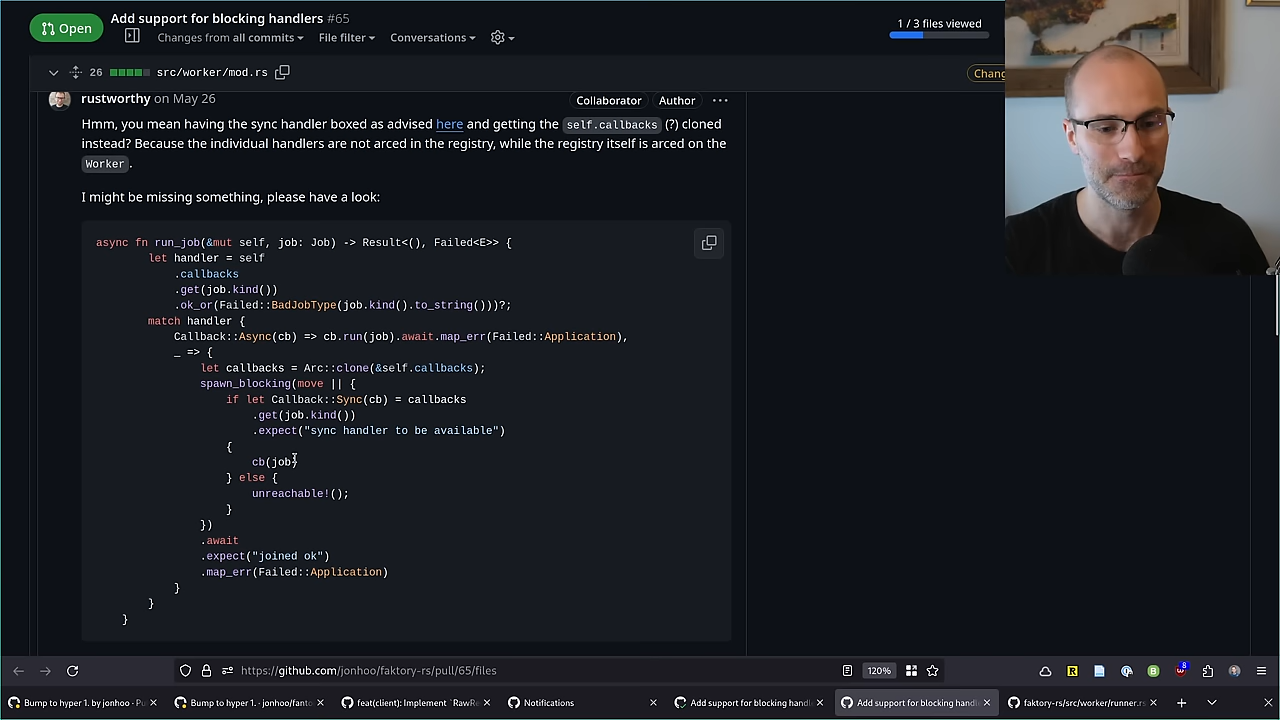 Open
Add support for blocking handlers #65
Changes from all commits
File filter
Conversations
1 / 3 files viewed
26
src/worker/mod.rs
rustworthy on May 26
Collaborator
Author
Hmm, you mean having the sync handler boxed as advised here and getting the self.callbacks (?) cloned
instead? Because the individual handlers are not arced in the registry, while the registry itself is arced on the
Worker.
I might be missing something, please have a look:
async fn run_job(&mut self, job: Job) -> Result<(), Failed<E>> {
let handler = self
.callbacks
.get(job.kind())
.ok_or(Failed::BadJobType(job.kind().to_string()))?;
match handler {
Callback::Async(cb) => cb.run(job).await.map_err(Failed::Application),
_ => {
let callbacks = Arc::clone(&self.callbacks);
spawn_blocking(move || {
if let Callback::Sync(cb) = callbacks
.get(job.kind())
.expect("sync handler to be available")
{
cb(job)
} else {
unreachable!();
}
})
.await
.expect("joined ok")
.map_err(Failed::Application)
}
}
}
https://github.com/jonhoo/faktory-rs/pull/65/files
120%
8
Bump to hyper 1. by jonhoo · Pu
Bump to hyper 1. · jonhoo/fanto
feat(client): Implement `RawRe
Notifications
Add support for blocking handle
Add support for blocking handle
faktory-rs/src/worker/runner.rs